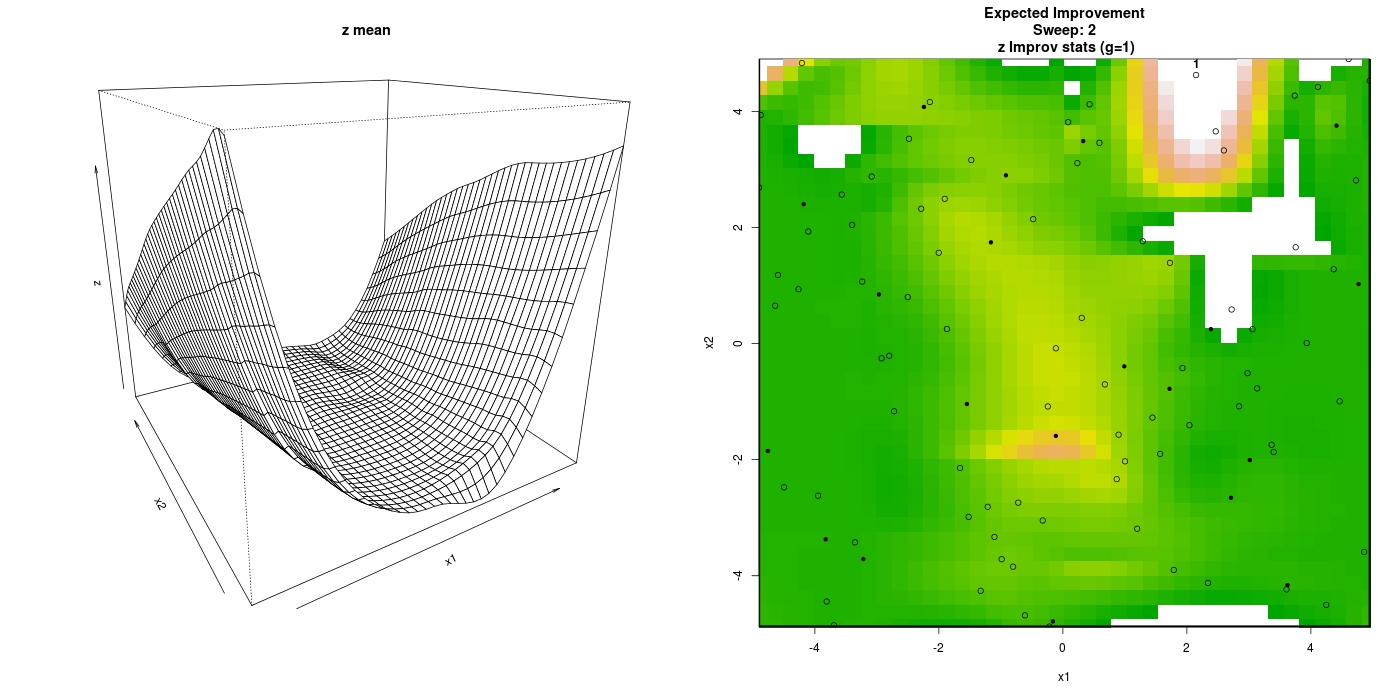 z mean
z
x2
x1
Expected Improvement
Sweep: 2
z Improv stats (g=1)
1
4
2
0
-2
-4
x2
-4
-2
0
2
4
x1